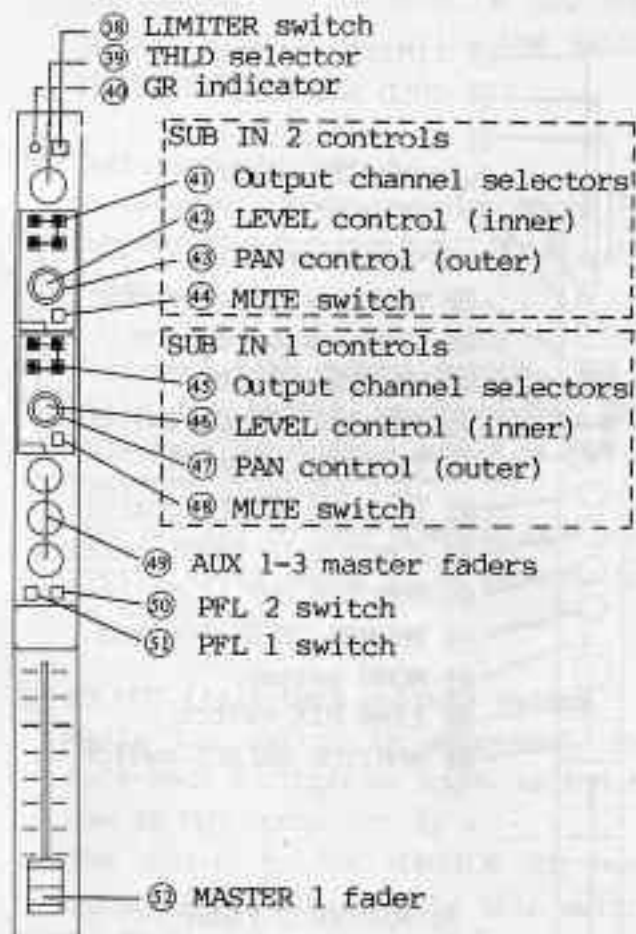 ㊳ LIMITER switch
㊴ THLD selector
㊵ GR indicator
SUB IN 2 controls
㊶ Output channel selectors
㊷ LEVEL control (inner)
㊸ PAN control (outer)
㊹ MUTE switch
SUB IN 1 controls
㊺ Output channel selectors
㊻ LEVEL control (inner)
㊼ PAN control (outer)
㊽ MUTE switch
㊾ AUX 1-3 master faders
㊿ PFL 2 switch
51 PFL 1 switch
52 MASTER 1 fader